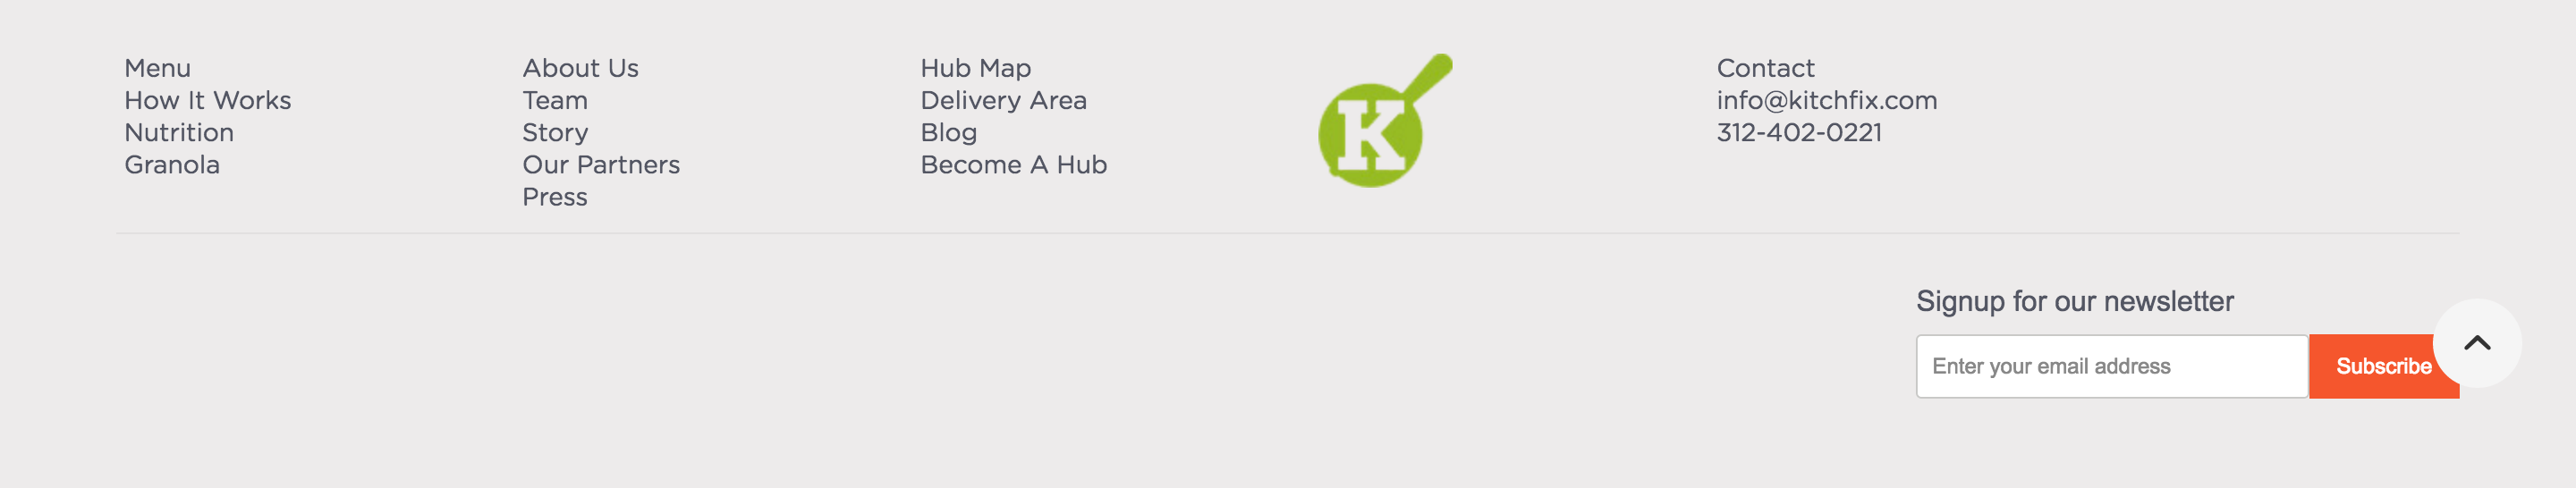 Menu
How It Works
Nutrition
Granola
About Us
Team
Story
Our Partners
Press
Hub Map
Delivery Area
Blog
Become A Hub
K
Contact
info@kitchfix.com
312-402-0221
Signup for our newsletter
Enter your email address
Subscribe